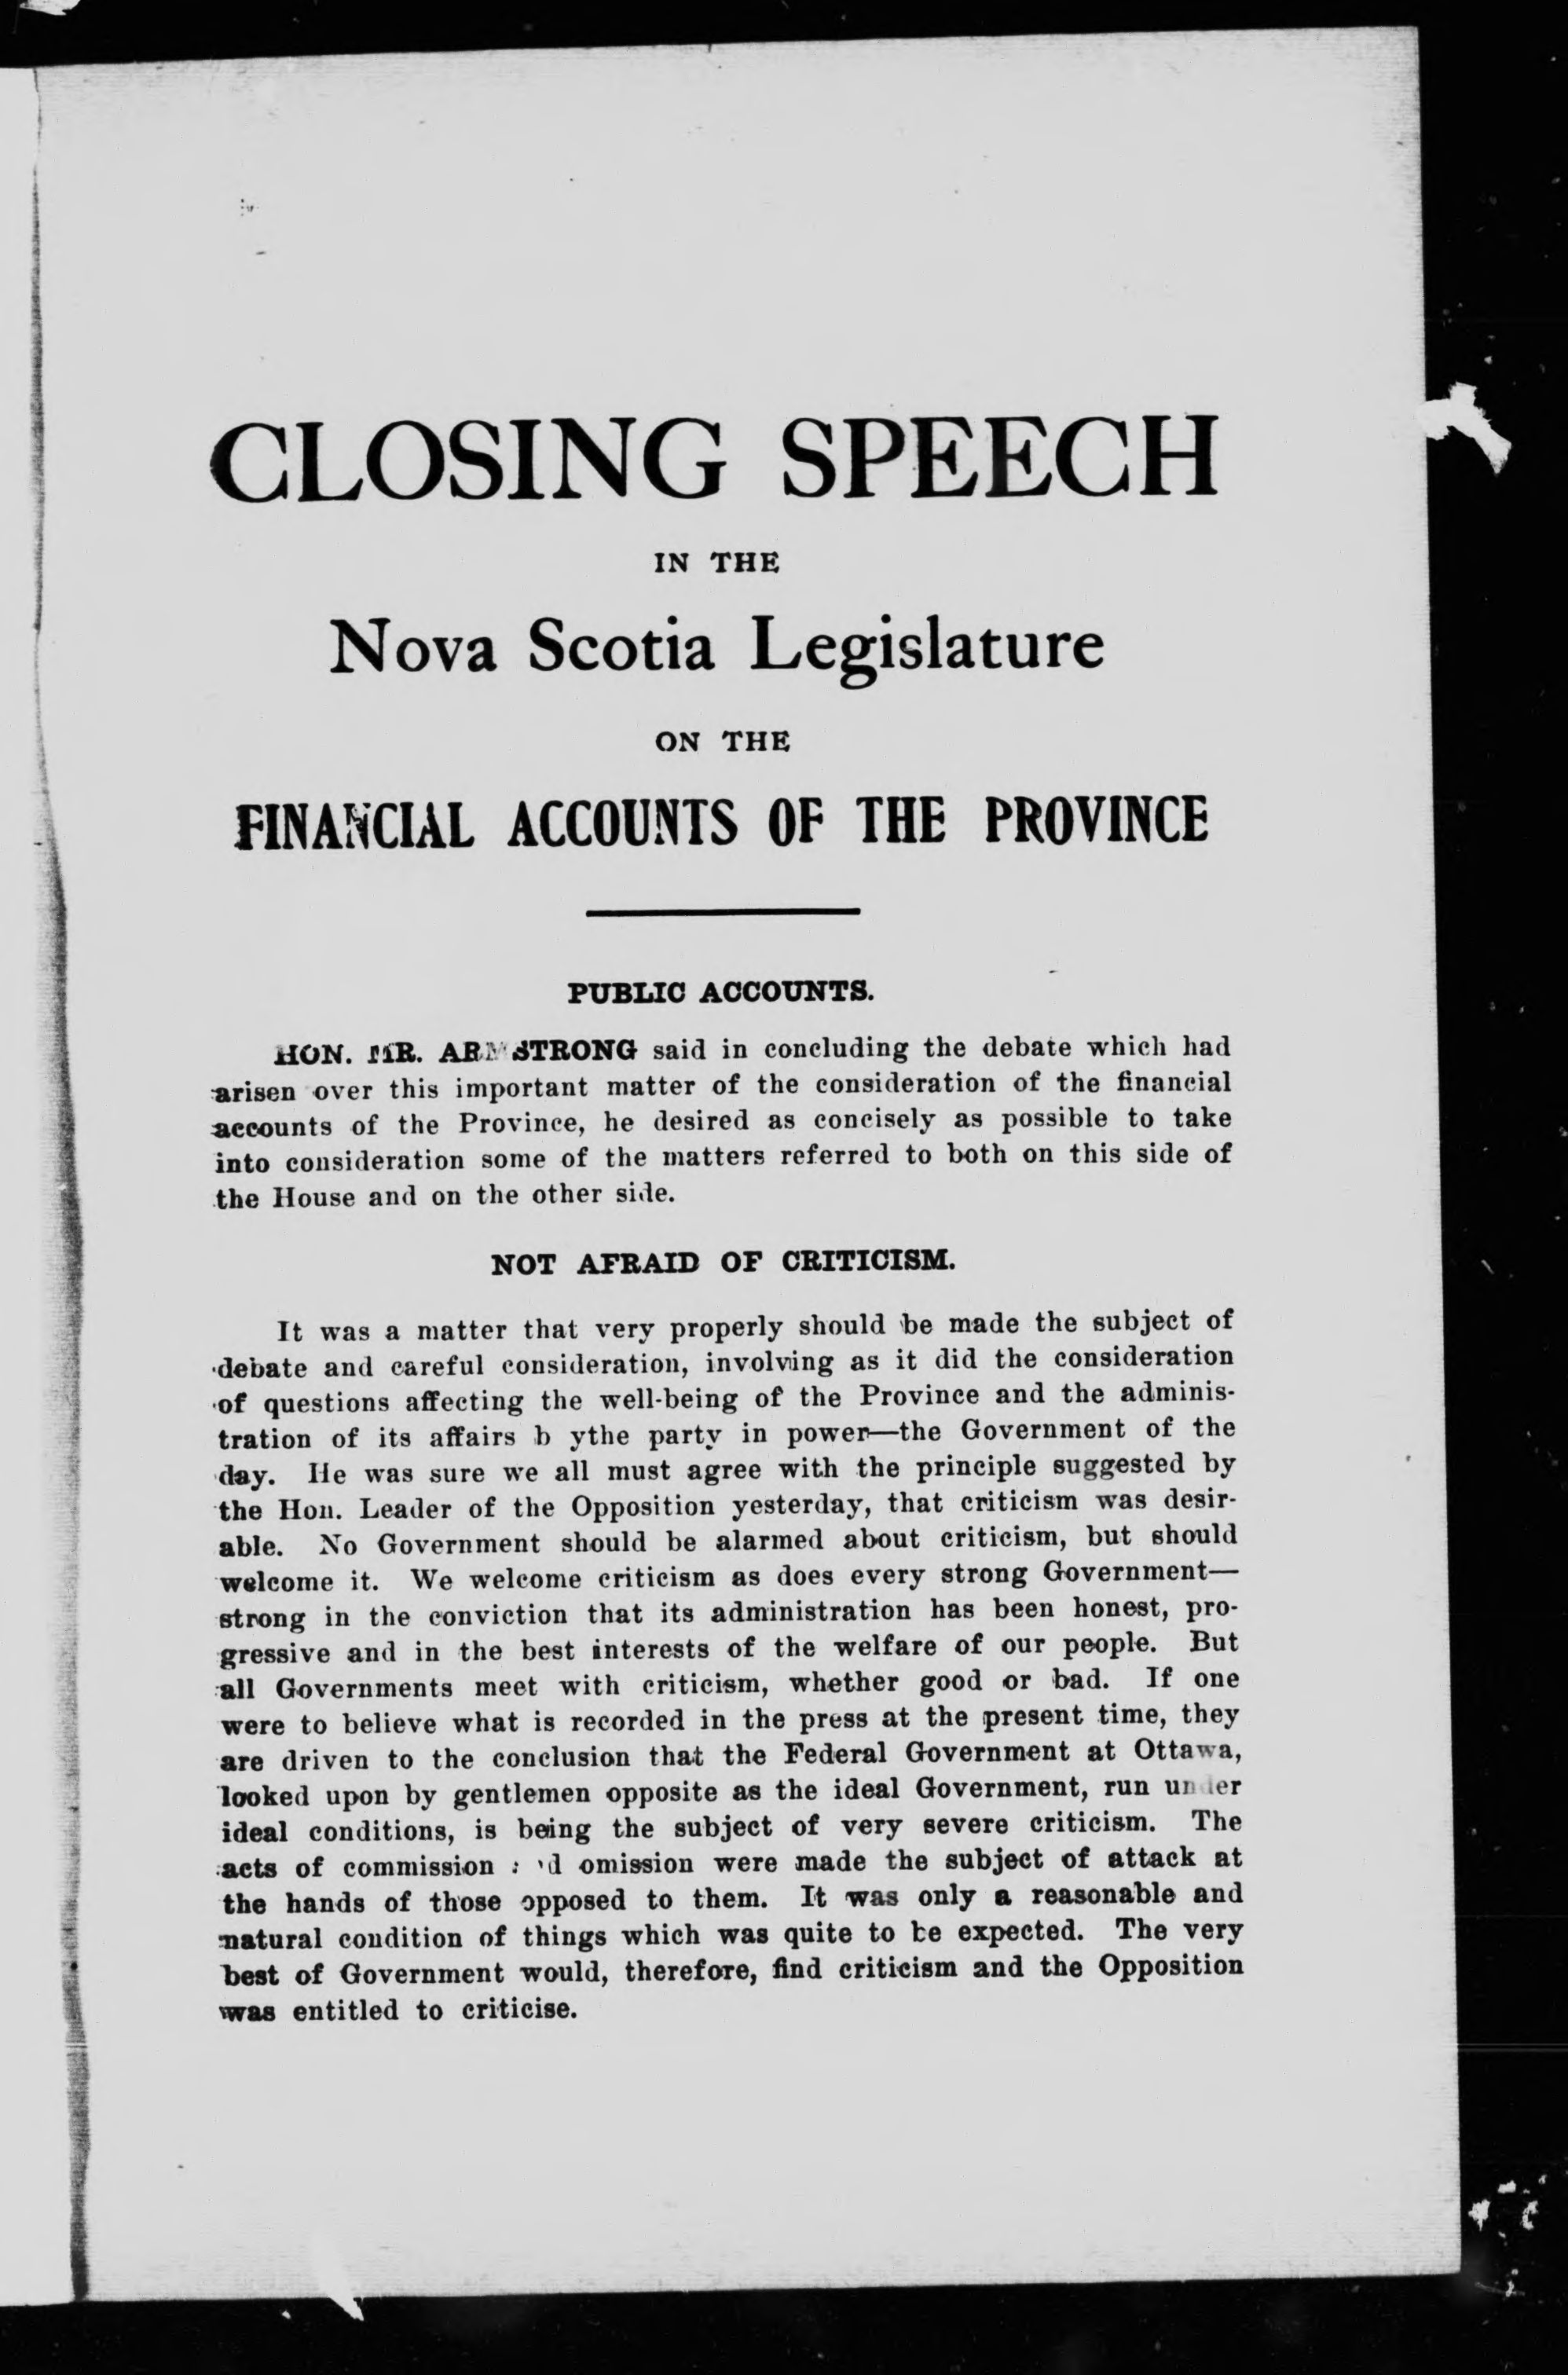 CLOSING SPEECH
IN THE
Nova Scotia Legislature
ON THE
FINANCIAL ACCOUNTS OF THE PROVINCE
PUBLIC ACCOUNTS.
HON. MR. ARMSTRONG said in concluding the debate which had
arisen over this important matter of the consideration of the financial
accounts of the Province, he desired as concisely as possible to take
into consideration some of the matters referred to both on this side of
the House and on the other side.
NOT AFRAID OF CRITICISM.
It was a matter that very properly should be made the subject of
debate and careful consideration, involving as it did the consideration
of questions affecting the well-being of the Province and the adminis-
tration of its affairs b ythe party in power—the Government of the
day. He was sure we all must agree with the principle suggested by
the Hon. Leader of the Opposition yesterday, that criticism was desir-
able. No Government should be alarmed about criticism, but should
welcome it. We welcome criticism as does every strong Government—
strong in the conviction that its administration has been honest, pro-
gressive and in the best interests of the welfare of our people. But
all Governments meet with criticism, whether good or bad. If one
were to believe what is recorded in the press at the present time, they
are driven to the conclusion that the Federal Government at Ottawa,
looked upon by gentlemen opposite as the ideal Government, run under
ideal conditions, is being the subject of very severe criticism. The
acts of commission and omission were made the subject of attack at
the hands of those opposed to them. It was only a reasonable and
natural condition of things which was quite to be expected. The very
best of Government would, therefore, find criticism and the Opposition
was entitled to criticise.